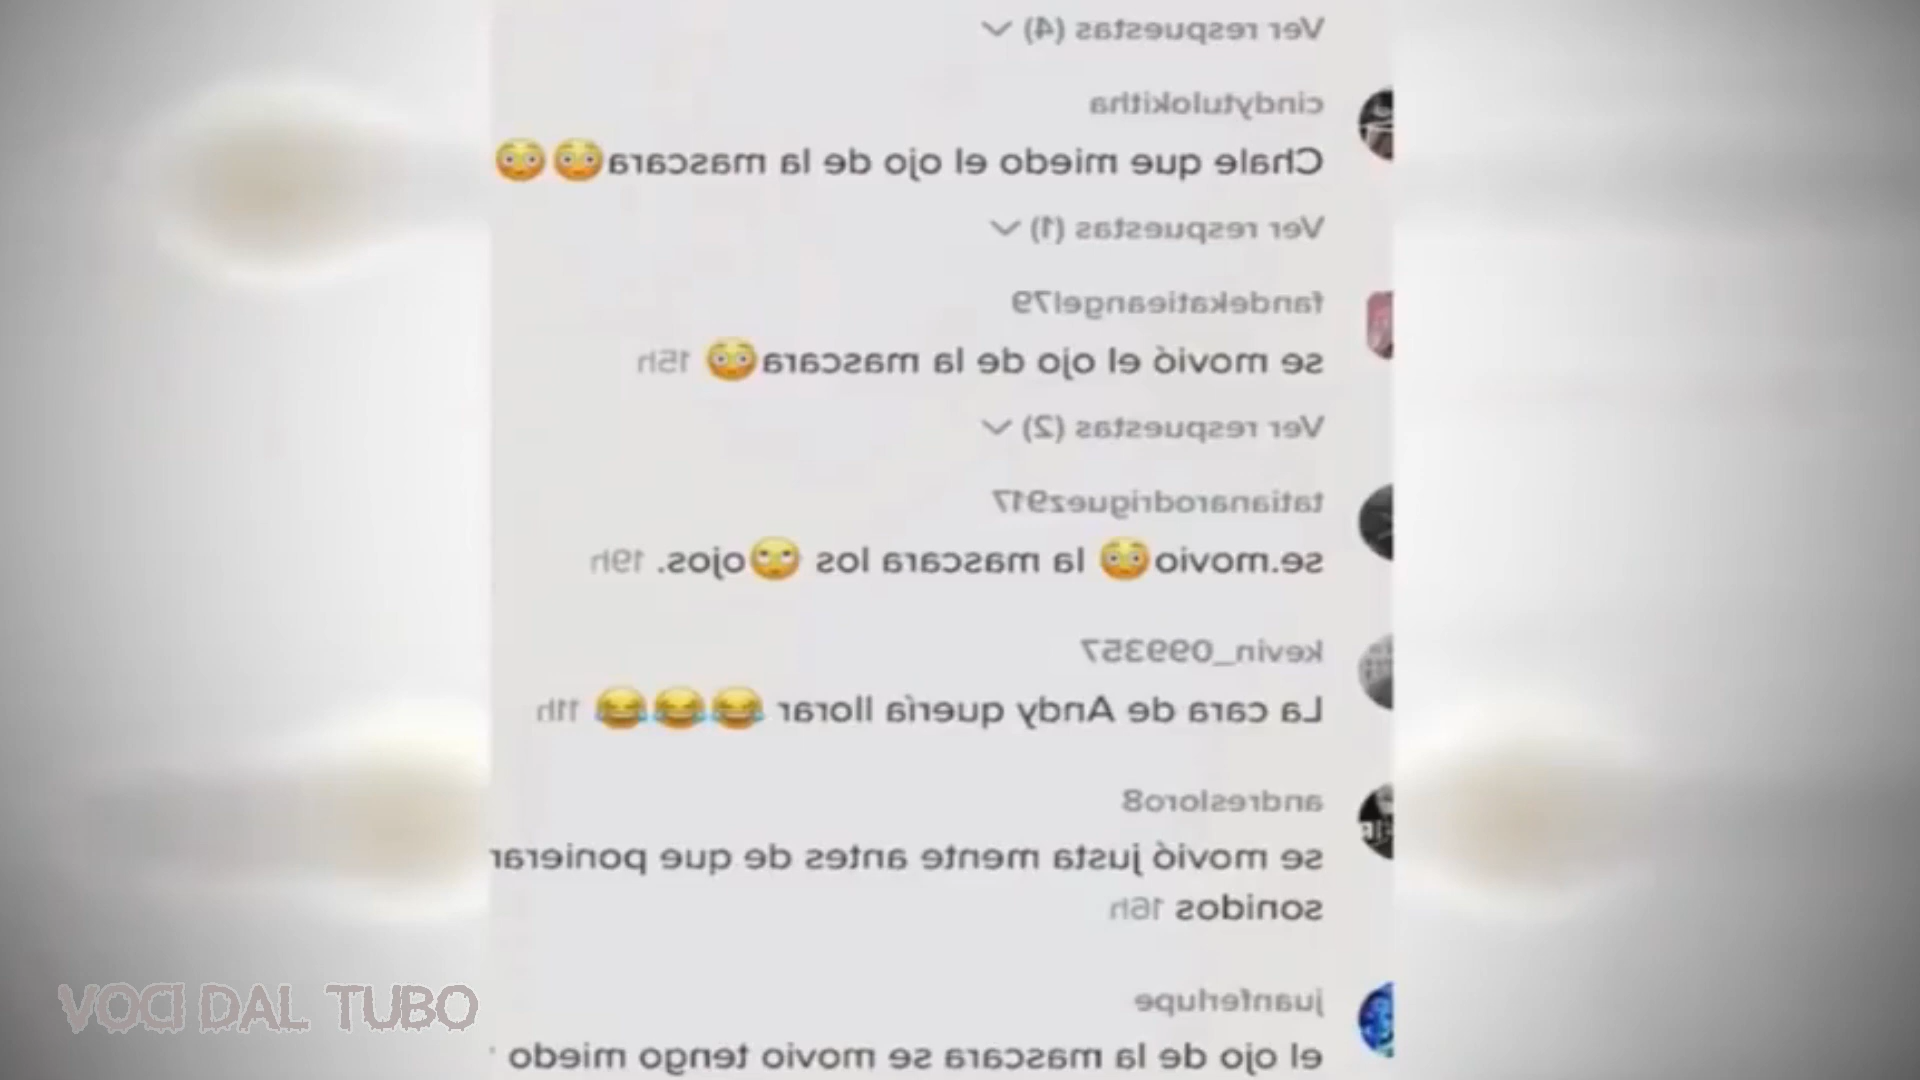 Ver respuestas (4)
cindytulokitha
Chale que miedo el ojo de la mascara😳😳
Ver respuestas (1)
fandekatieangel79
se movió el ojo de la mascara😳 15h
Ver respuestas (2)
tatianarodriguez917
se.movio😳 la mascara los 🙄ojos. 19h
kevin_099357
La cara de Andy quería llorar 😂😂😂 11h
andresloro8
se movió justa mente antes de que ponieran
sonidos 16h
juanferlupe
el ojo de la mascara se movio tengo miedo
VOCI DAL TUBO